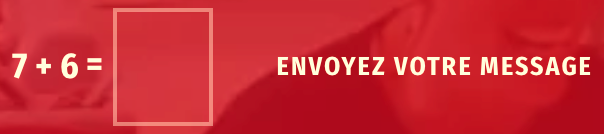 7 + 6 =
ENVOYEZ VOTRE MESSAGE